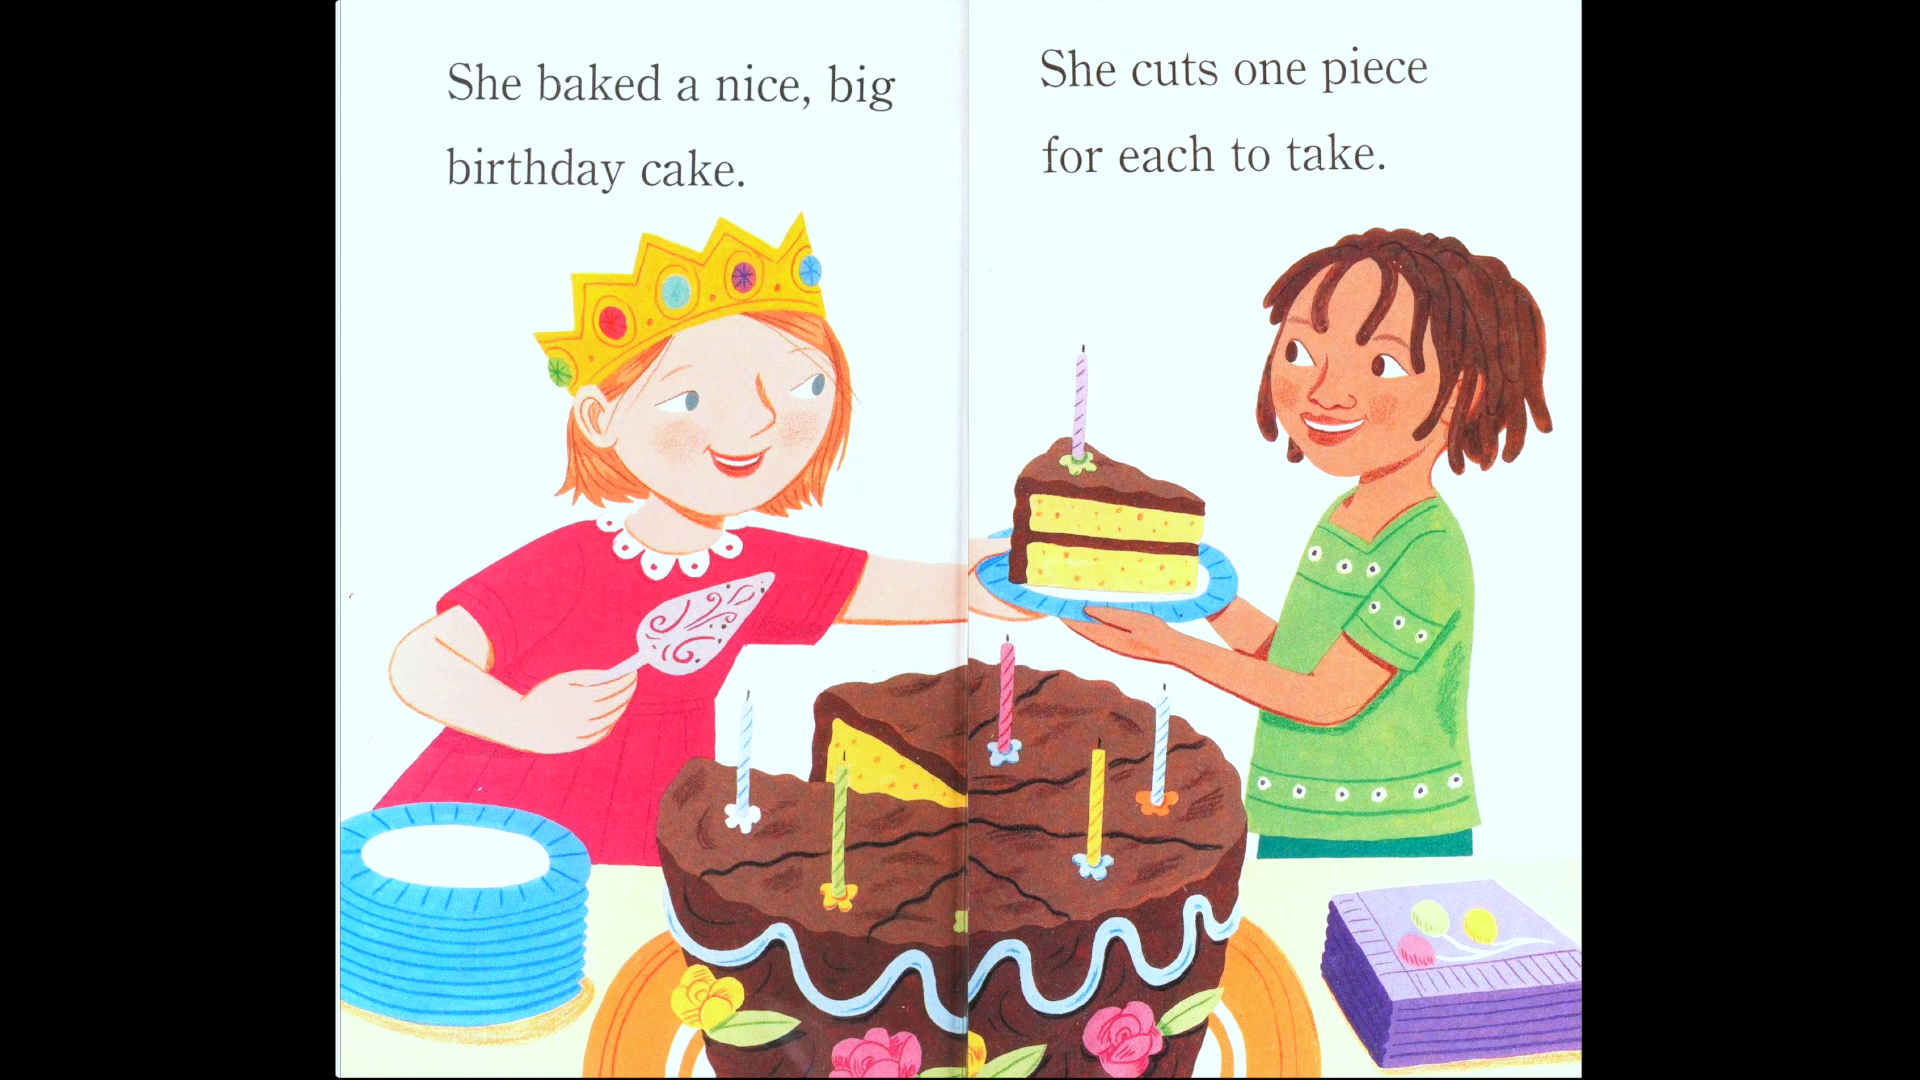 She baked a nice, big
birthday cake.
She cuts one piece
for each to take.